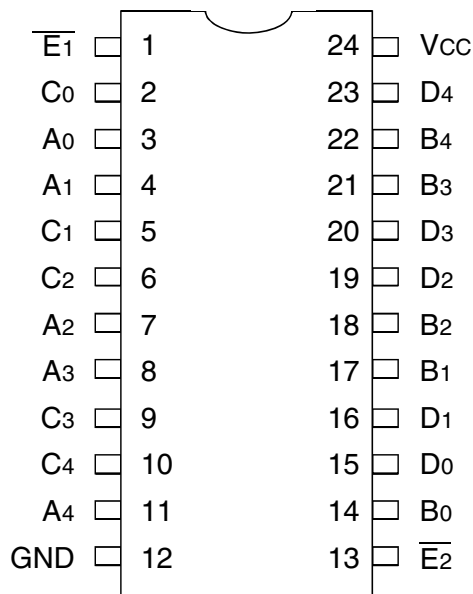 E̅1̅ 1 24 VCC
C0 2 23 D4
A0 3 22 B4
A1 4 21 B3
C1 5 20 D3
C2 6 19 D2
A2 7 18 B2
A3 8 17 B1
C3 9 16 D1
C4 10 15 D0
A4 11 14 B0
GND 12 13 E̅2̅